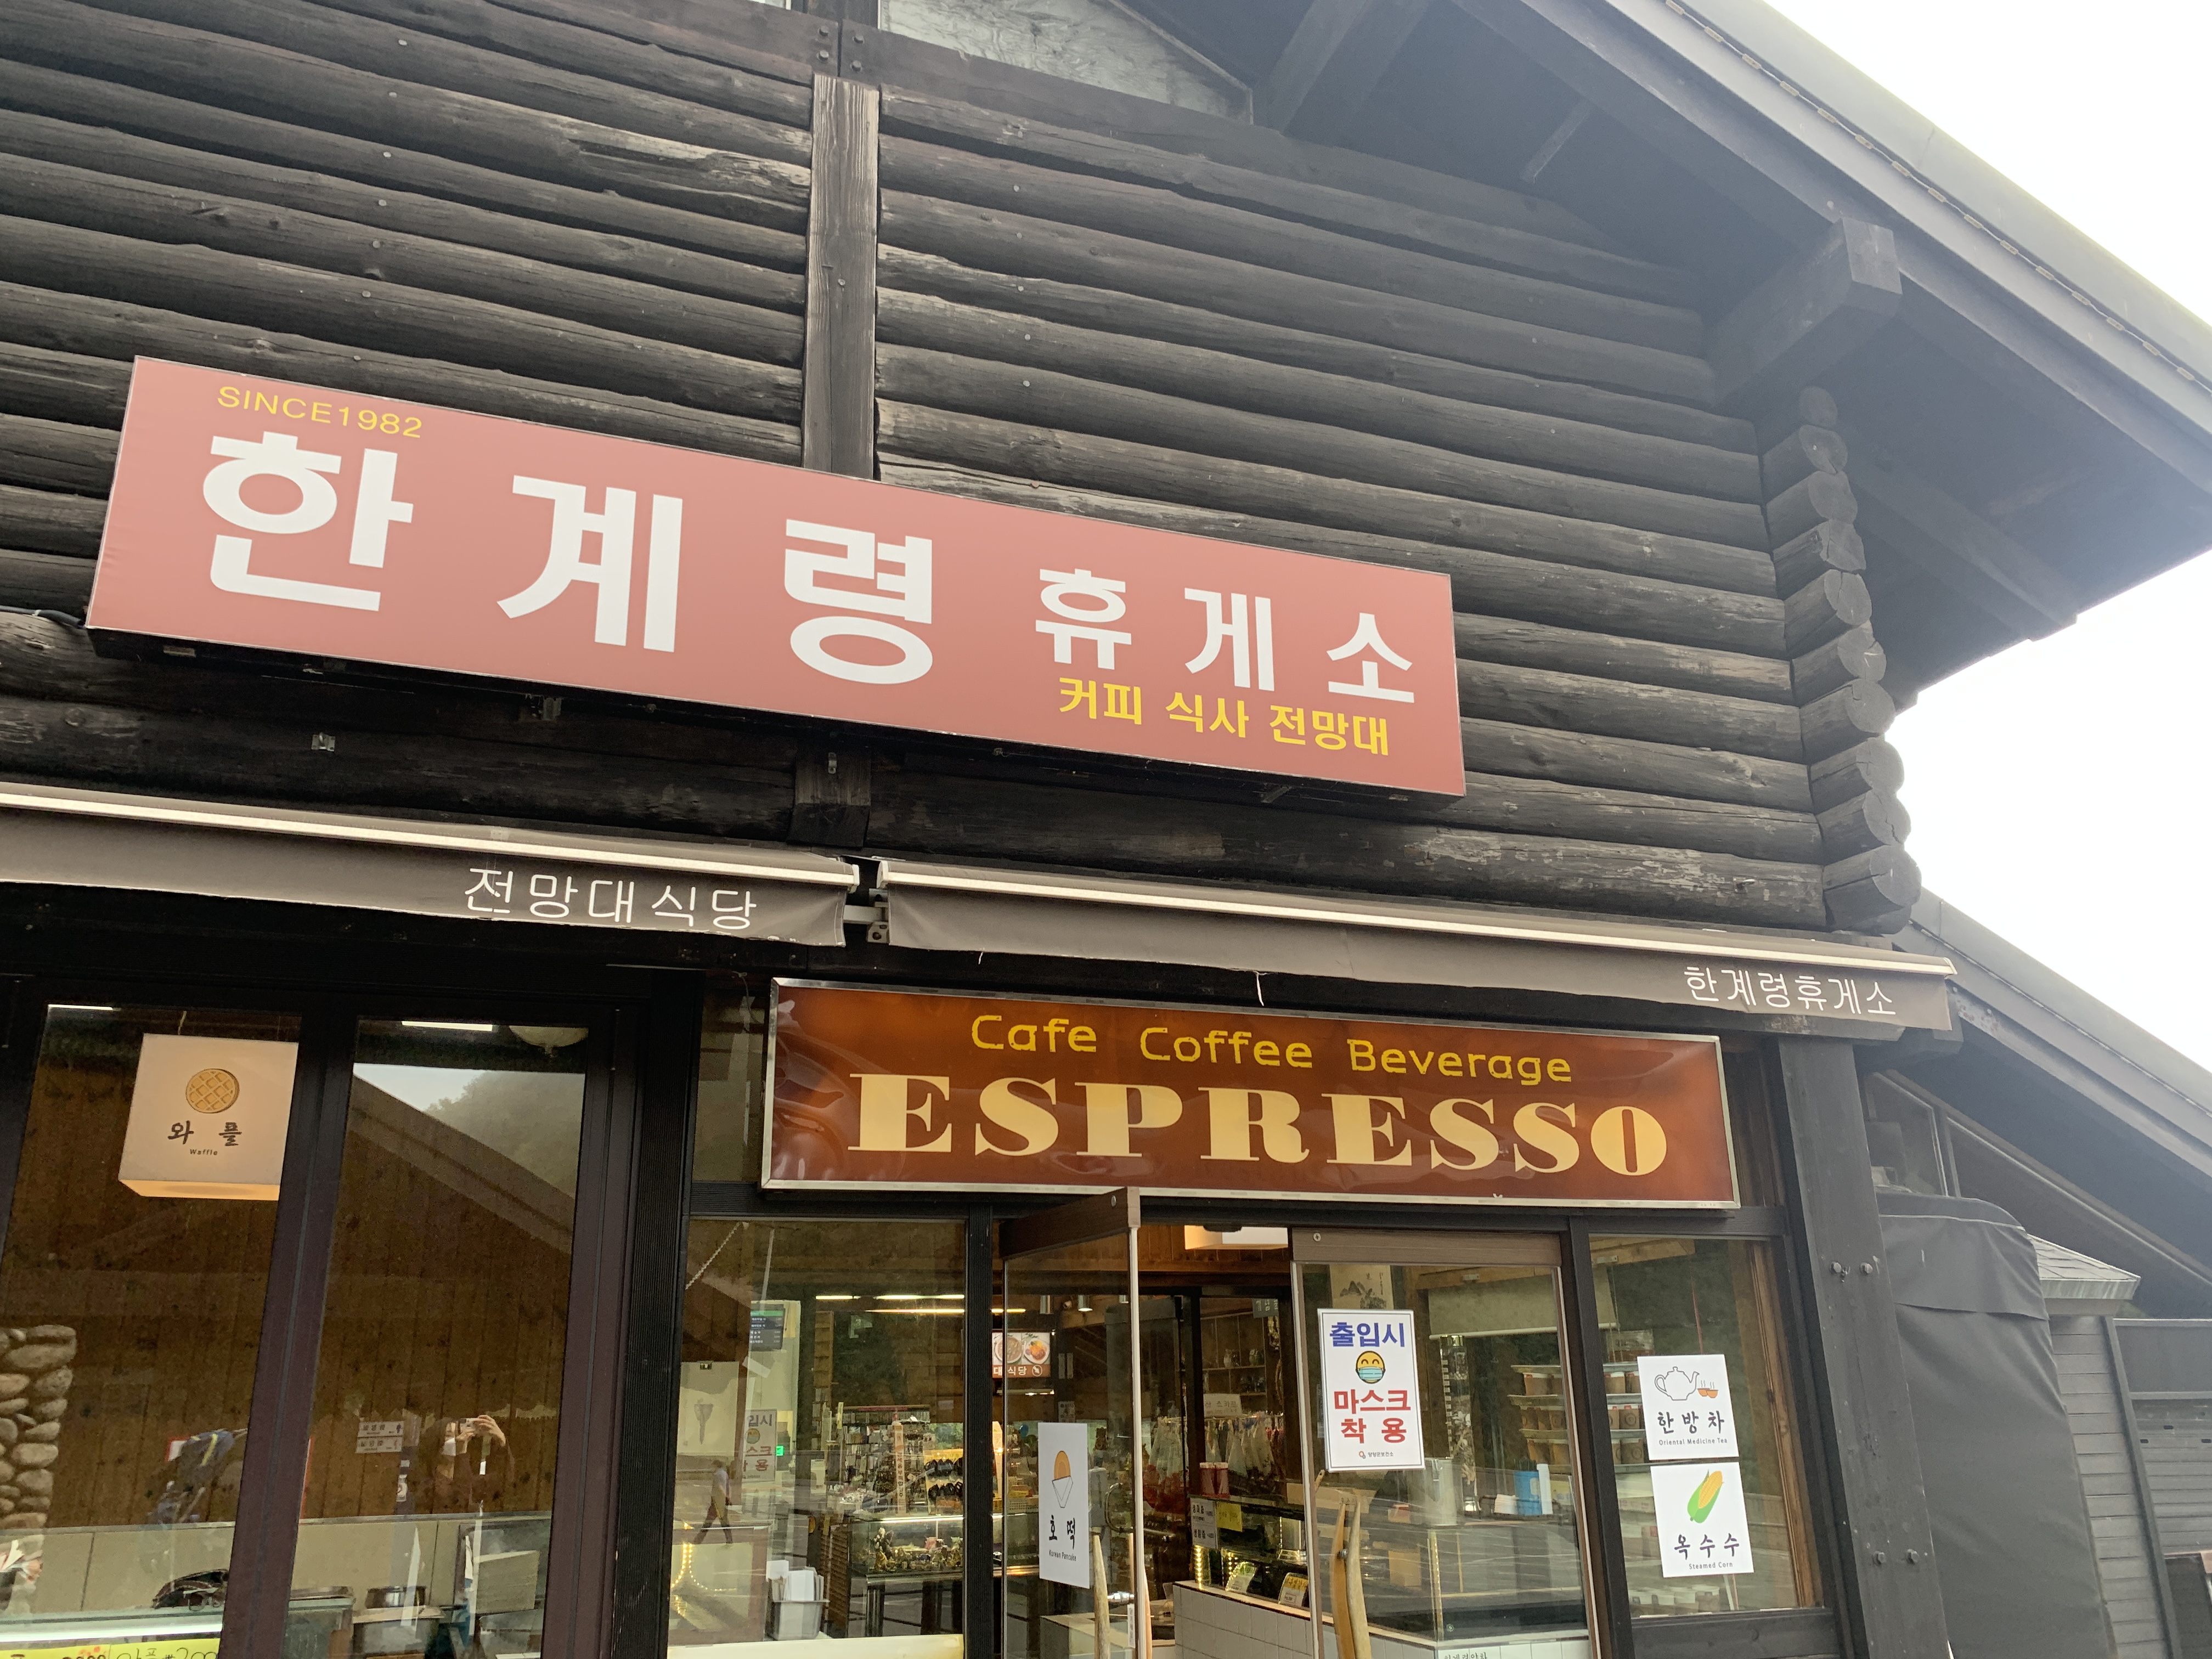 SINCE1982
한계령 휴게소
커피 식사 전망대
전망대식당
한계령휴게소
Cafe Coffee Beverage
ESPRESSO
와플
Waffle
출입시
마스크
착용
한방차
Oriental Medicine Tea
옥수수
Steamed Corn
호떡
Korean Pancake